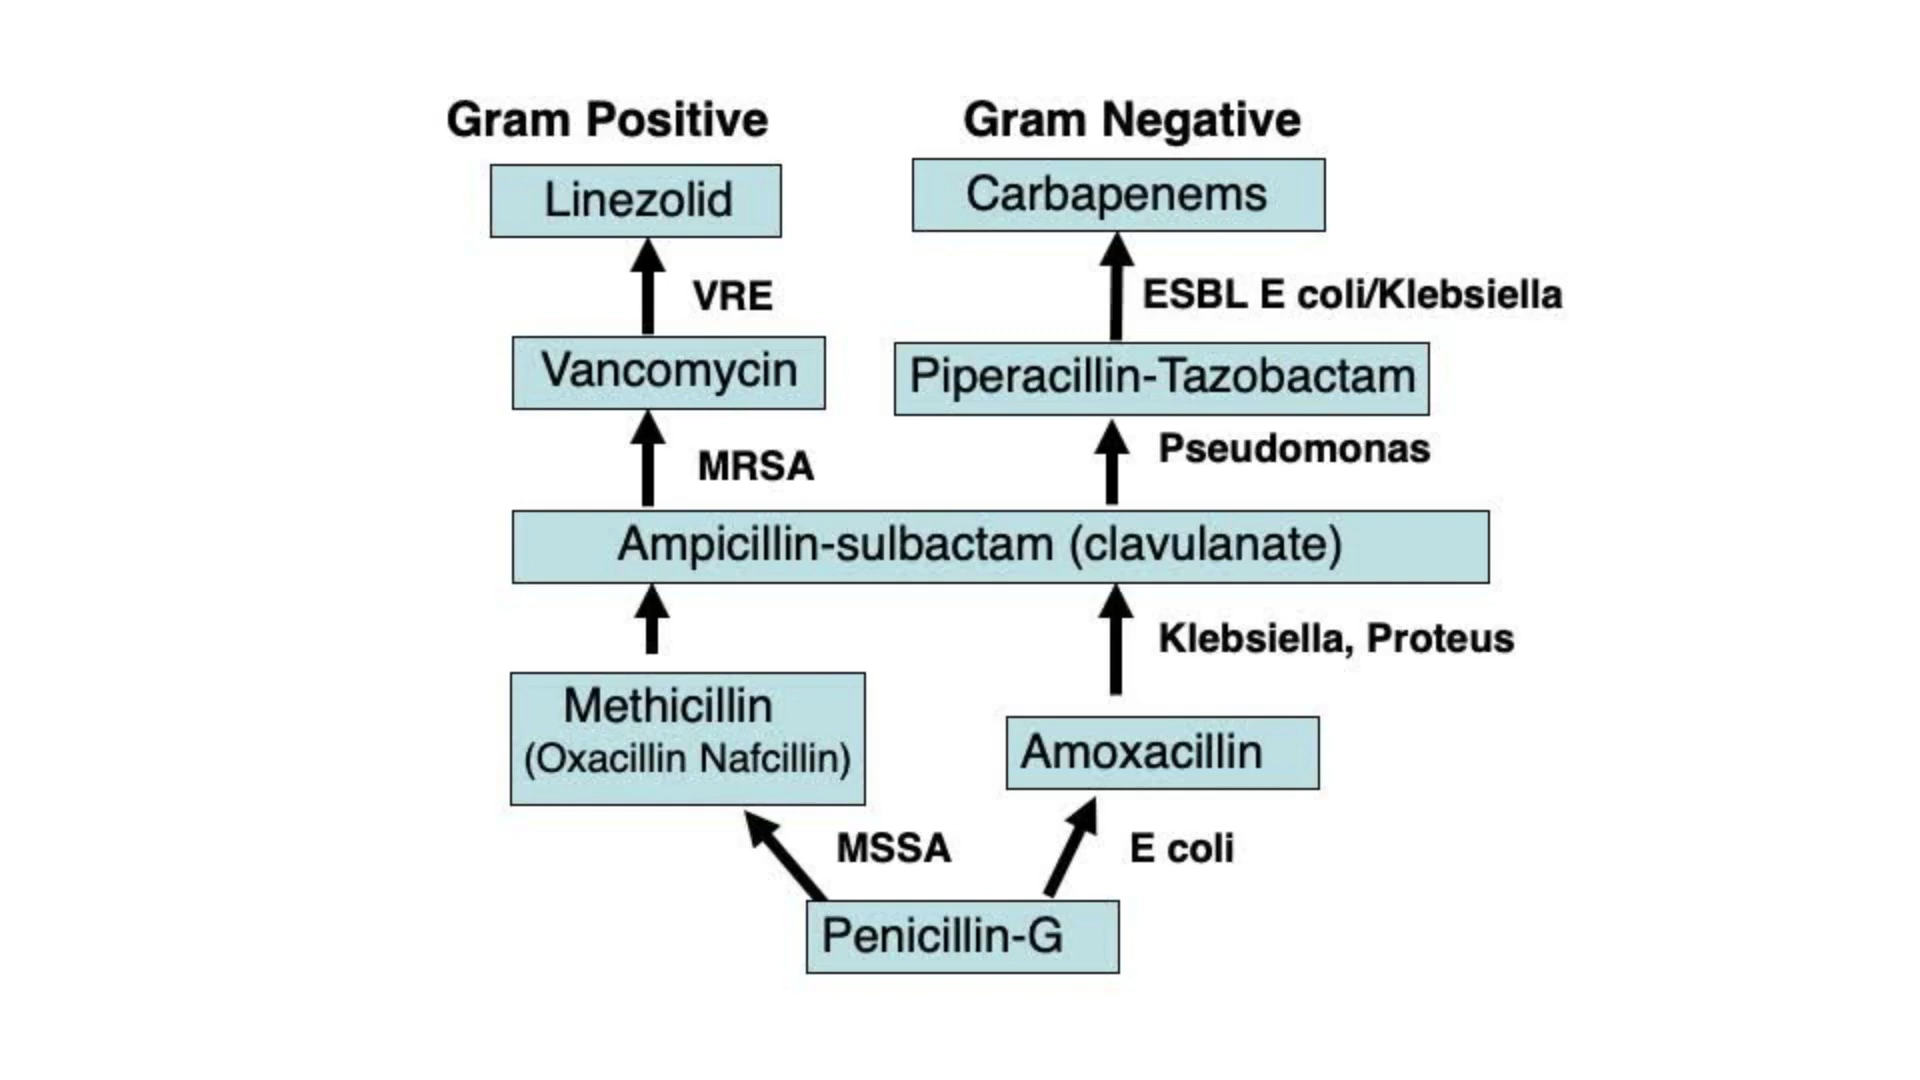 Gram Positive
Gram Negative
Linezolid
Carbapenems
VRE
ESBL E coli/Klebsiella
Vancomycin
Piperacillin-Tazobactam
MRSA
Pseudomonas
Ampicillin-sulbactam (clavulanate)
Klebsiella, Proteus
Methicillin
(Oxacillin Nafcillin)
Amoxacillin
MSSA
E coli
Penicillin-G